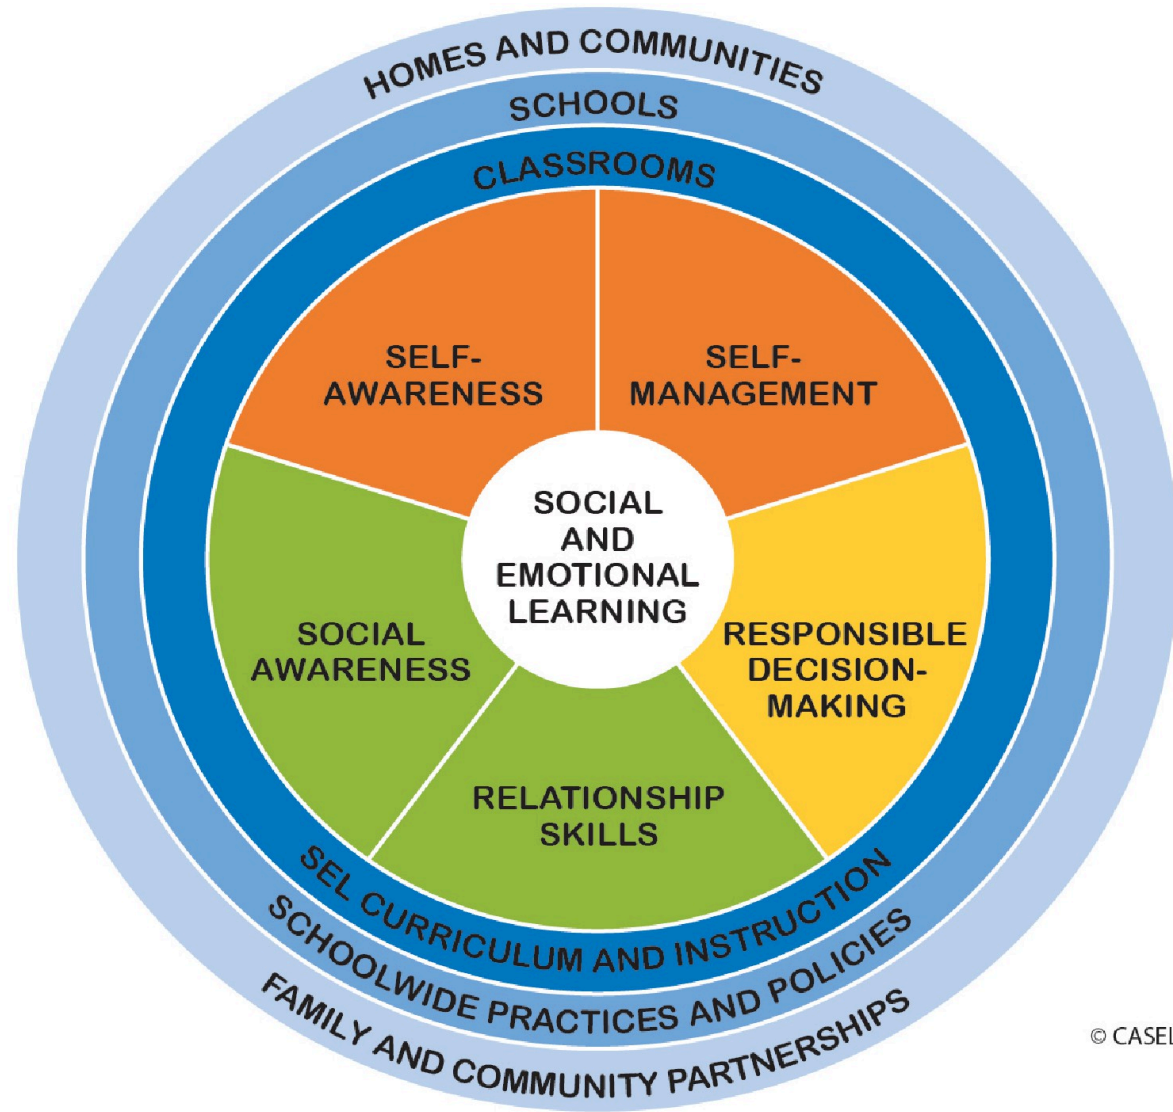 HOMES AND COMMUNITIES
SCHOOLS
CLASSROOMS
SELF-
AWARENESS
SELF-
MANAGEMENT
SOCIAL
AND
EMOTIONAL
LEARNING
SOCIAL
AWARENESS
RESPONSIBLE
DECISION-
MAKING
RELATIONSHIP
SKILLS
SEL CURRICULUM AND INSTRUCTION
SCHOOLWIDE PRACTICES AND POLICIES
FAMILY AND COMMUNITY PARTNERSHIPS
© CASEL